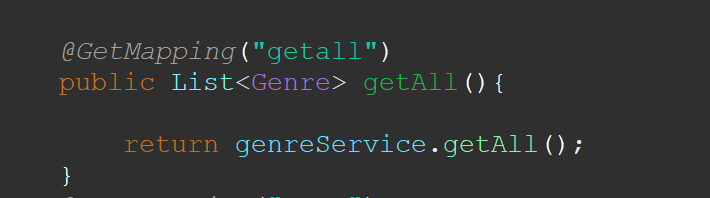 @GetMapping("getall")
public List<Genre> getAll(){
return genreService.getAll();
}